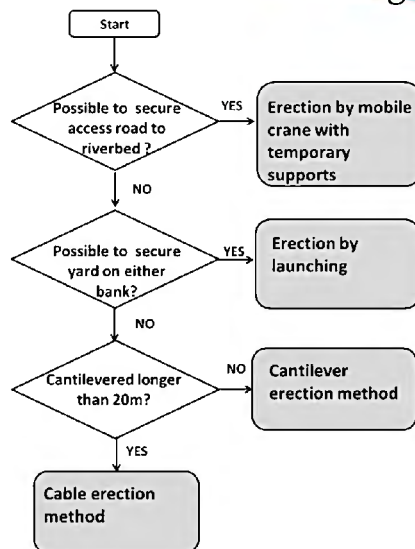 Start
Possible to secure
access road to
riverbed ?
YES
Erection by mobile
crane with
temporary
supports
NO
Possible to secure
yard on either
bank?
YES
Erection by
launching
NO
Cantilevered longer
than 20m?
NO
Cantilever
erection method
YES
Cable erection
method